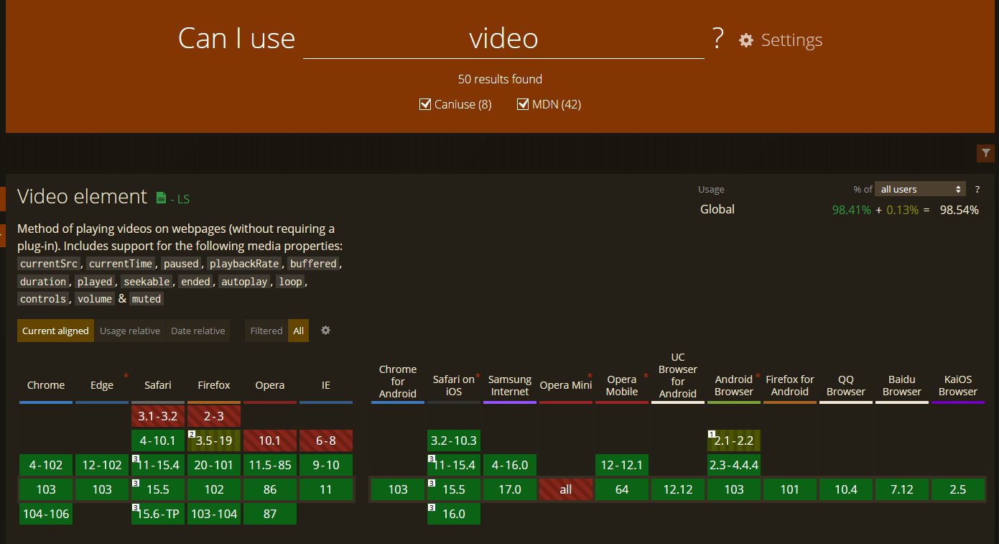 Can I use video ? Settings
50 results found
Caniuse (8) MDN (42)
Video element - LS
Usage % of all users ?
Global 98.41% + 0.13% = 98.54%
Method of playing videos on webpages (without requiring a
plug-in). Includes support for the following media properties:
currentSrc, currentTime, paused, playbackRate, buffered,
duration, played, seekable, ended, autoplay, loop,
controls, volume & muted
Current aligned Usage relative Date relative Filtered All
Chrome Edge * Safari Firefox Opera IE Chrome for Android Safari on iOS * Samsung Internet Opera Mini * Opera Mobile * UC Browser for Android Android Browser * Firefox for Android QQ Browser Baidu Browser KaiOS Browser
3.1-3.2 2-3
4-10.1 2 3.5-19 10.1 6-8 3.2-10.3 1 2.1-2.2
4-102 12-102 3 11-15.4 20-101 11.5-85 9-10 3 11-15.4 4-16.0 12-12.1 2.3-4.4.4
103 103 3 15.5 102 86 11 103 3 15.5 17.0 all 64 12.12 103 101 10.4 7.12 2.5
104-106 3 15.6-TP 103-104 87 3 16.0